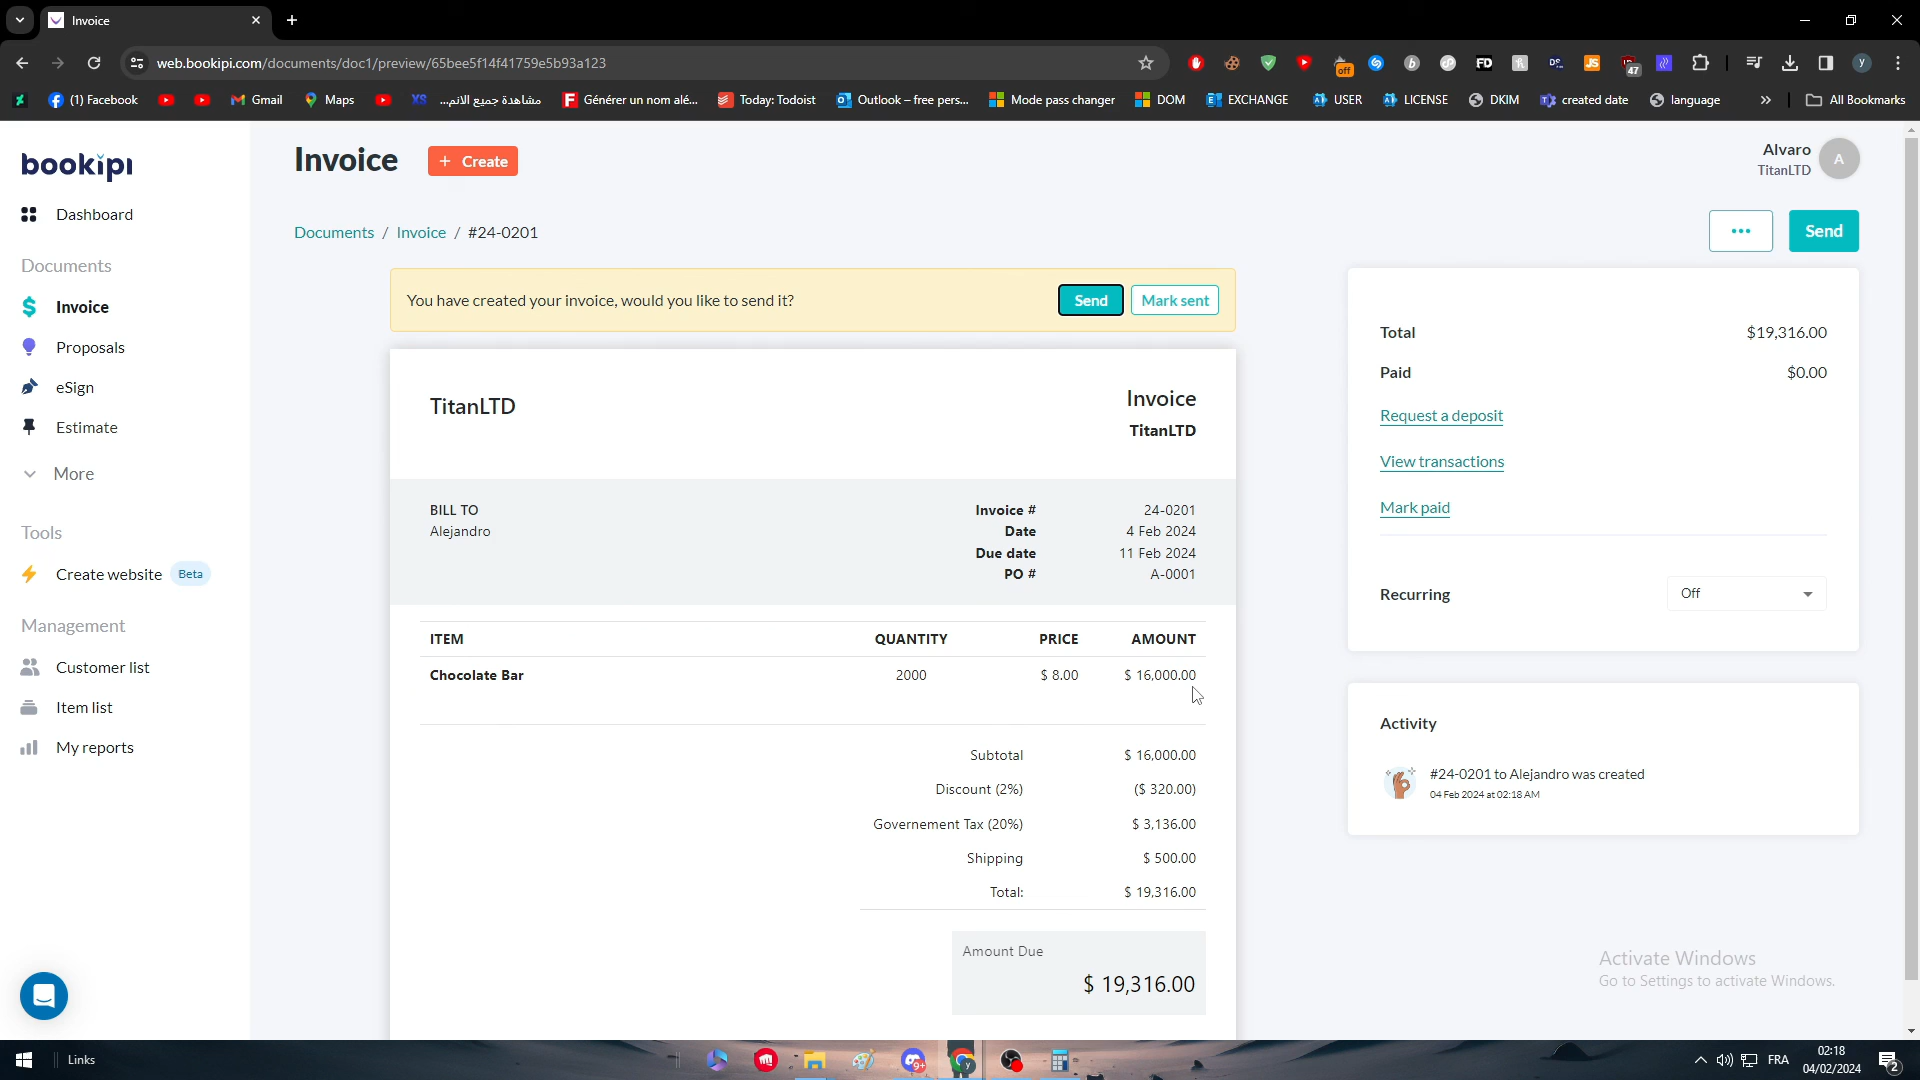 Invoice
web.bookipi.com/documents/doc1/preview/65bee5f14f41759e5b93a123
off
FD
JS
47
y
(1) Facebook
Gmail
Maps
مشاهدة جميع الانم...
Générer un nom alé...
Today: Todoist
Outlook – free pers...
Mode pass changer
DOM
EXCHANGE
USER
LICENSE
DKIM
created date
language
All Bookmarks
bookipi
Invoice
+ Create
Alvaro
TitanLTD
A
Dashboard
Documents / Invoice / #24-0201
...
Send
Documents
Invoice
Proposals
eSign
Estimate
More
Tools
Create website Beta
Management
Customer list
Item list
My reports
You have created your invoice, would you like to send it?
Send
Mark sent
TitanLTD
Invoice
TitanLTD
BILL TO
Alejandro
Invoice # 24-0201
Date 4 Feb 2024
Due date 11 Feb 2024
PO # A-0001
ITEM QUANTITY PRICE AMOUNT
Chocolate Bar 2000 $ 8.00 $ 16,000.00
Subtotal $ 16,000.00
Discount (2%) ($ 320.00)
Governement Tax (20%) $ 3,136.00
Shipping $ 500.00
Total: $ 19,316.00
Amount Due
$ 19,316.00
Total $19,316.00
Paid $0.00
Request a deposit
View transactions
Mark paid
Recurring Off
Activity
#24-0201 to Alejandro was created
04 Feb 2024 at 02:18 AM
Activate Windows
Go to Settings to activate Windows.
Links
9+
FRA
02:18
04/02/2024
2